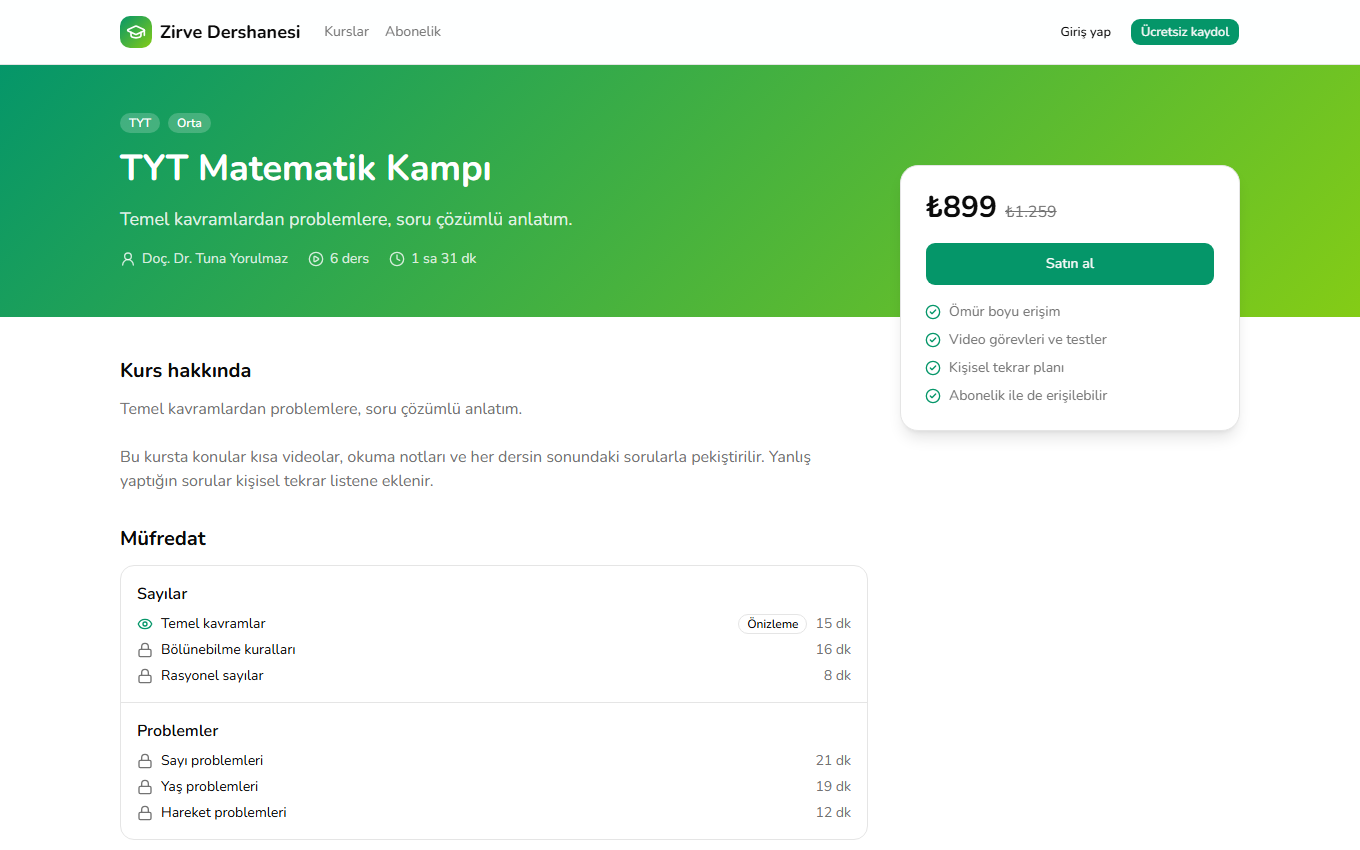 Zirve Dershanesi
Kurslar
Abonelik
Giriş yap
Ücretsiz kaydol
TYT
Orta
TYT Matematik Kampı
Temel kavramlardan problemlere, soru çözümlü anlatım.
Doç. Dr. Tuna Yorulmaz
6 ders
1 sa 31 dk
₺899 ₺1.259
Satın al
Ömür boyu erişim
Video görevleri ve testler
Kişisel tekrar planı
Abonelik ile de erişilebilir
Kurs hakkında
Temel kavramlardan problemlere, soru çözümlü anlatım.
Bu kursta konular kısa videolar, okuma notları ve her dersin sonundaki sorularla pekiştirilir. Yanlış
yaptığın sorular kişisel tekrar listene eklenir.
Müfredat
Sayılar
Temel kavramlar Önizleme 15 dk
Bölünebilme kuralları 16 dk
Rasyonel sayılar 8 dk
Problemler
Sayı problemleri 21 dk
Yaş problemleri 19 dk
Hareket problemleri 12 dk